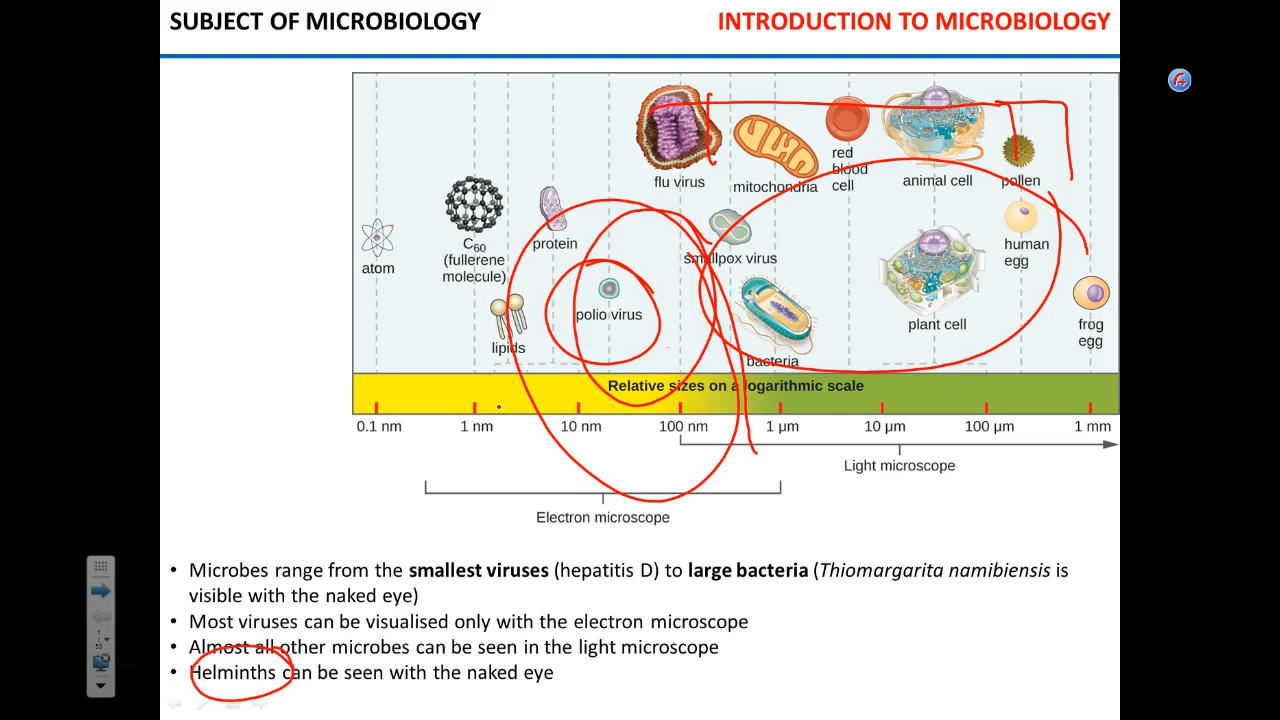 SUBJECT OF MICROBIOLOGY
INTRODUCTION TO MICROBIOLOGY
flu virus
mitochondria
red
blood
cell
animal cell
pollen
atom
C60
(fullerene
molecule)
protein
smallpox virus
human
egg
lipids
polio virus
bacteria
plant cell
frog
egg
Relative sizes on a logarithmic scale
0.1 nm
1 nm
10 nm
100 nm
1 μm
10 μm
100 μm
1 mm
Light microscope
Electron microscope
• Microbes range from the smallest viruses (hepatitis D) to large bacteria (Thiomargarita namibiensis is
visible with the naked eye)
• Most viruses can be visualised only with the electron microscope
• Almost all other microbes can be seen in the light microscope
• Helminths can be seen with the naked eye
1
53